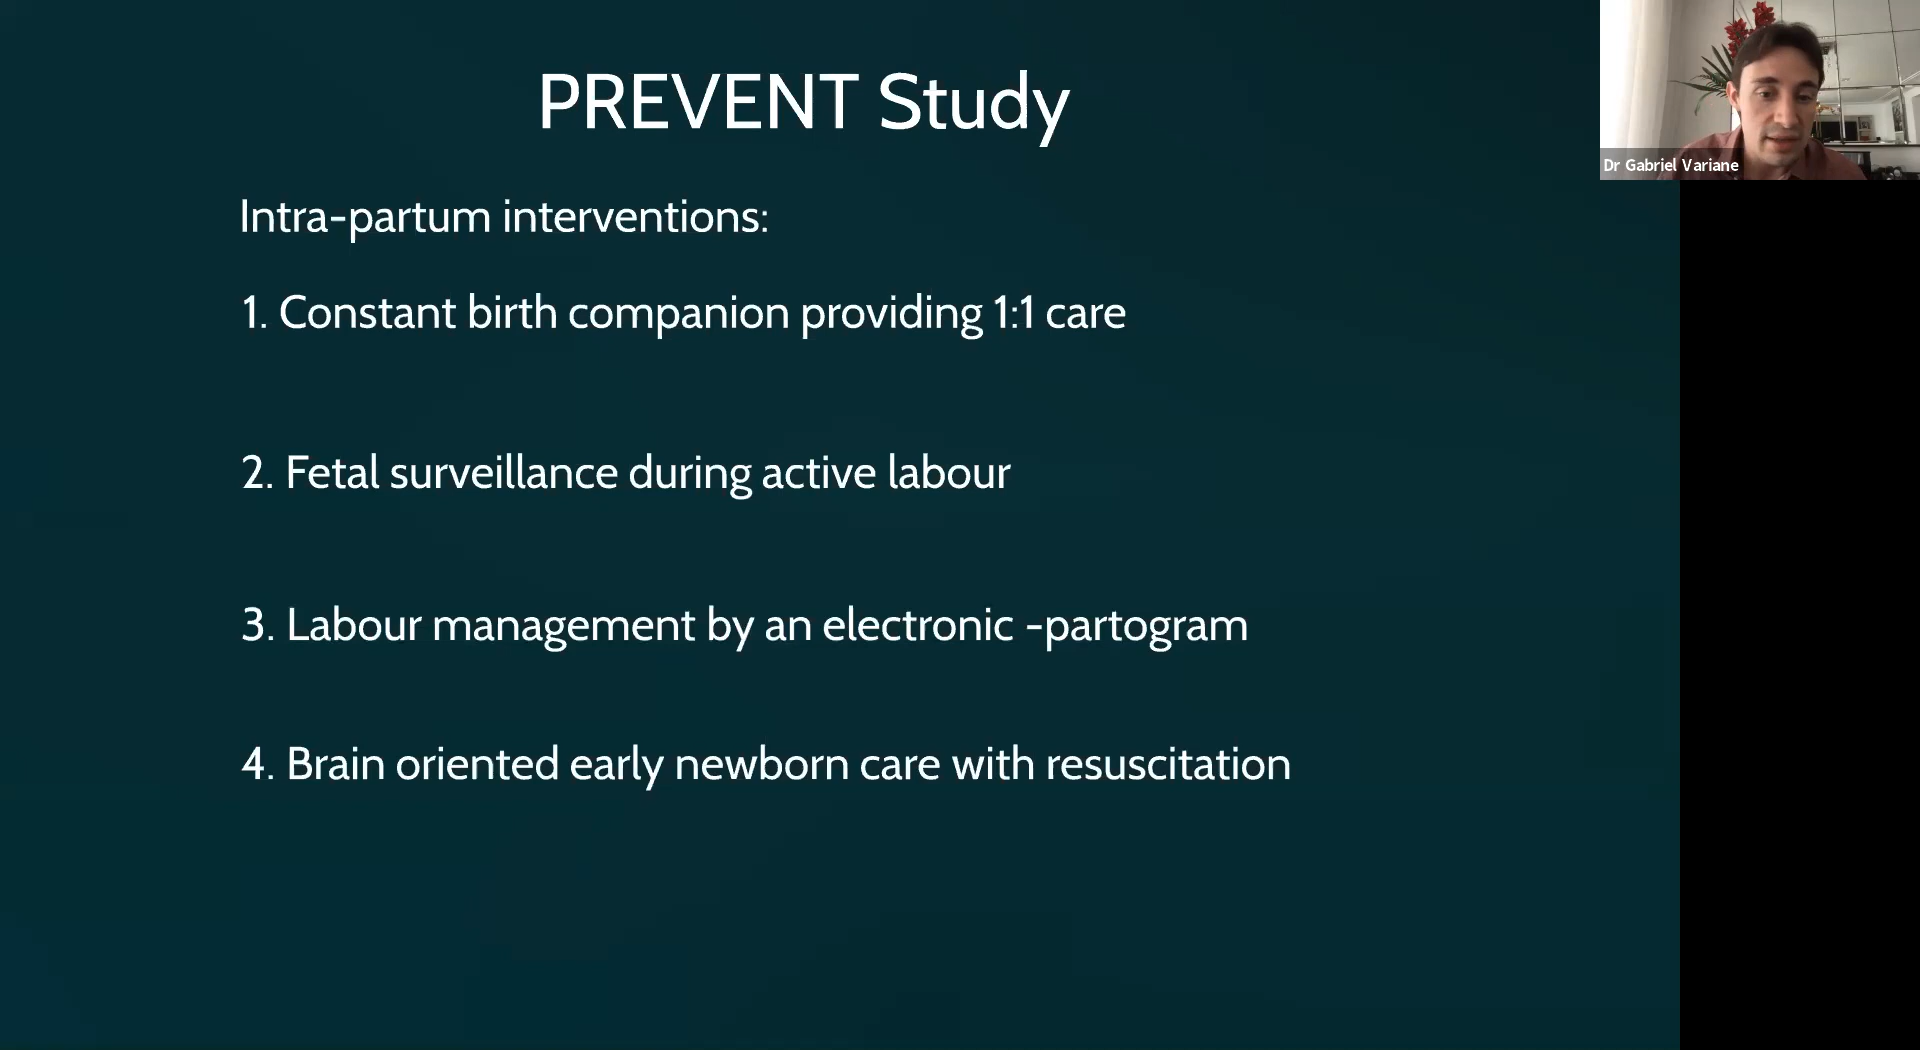 PREVENT Study
Dr Gabriel Variane
Intra-partum interventions:
1. Constant birth companion providing 1:1 care
2. Fetal surveillance during active labour
3. Labour management by an electronic -partogram
4. Brain oriented early newborn care with resuscitation